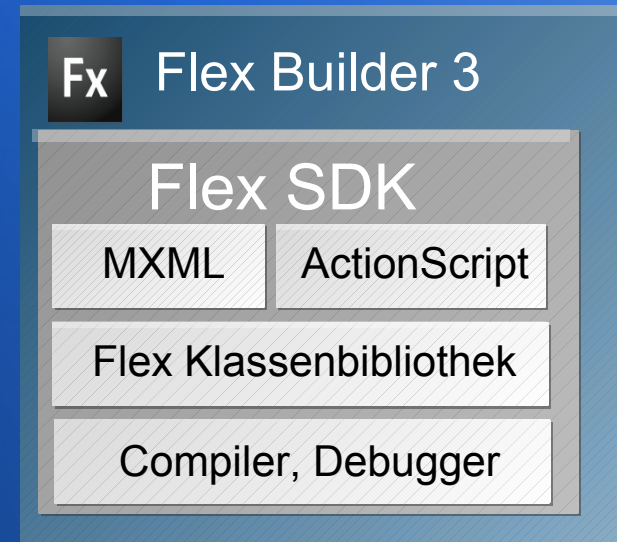 Fx Flex Builder 3
Flex SDK
MXML ActionScript
Flex Klassenbibliothek
Compiler, Debugger